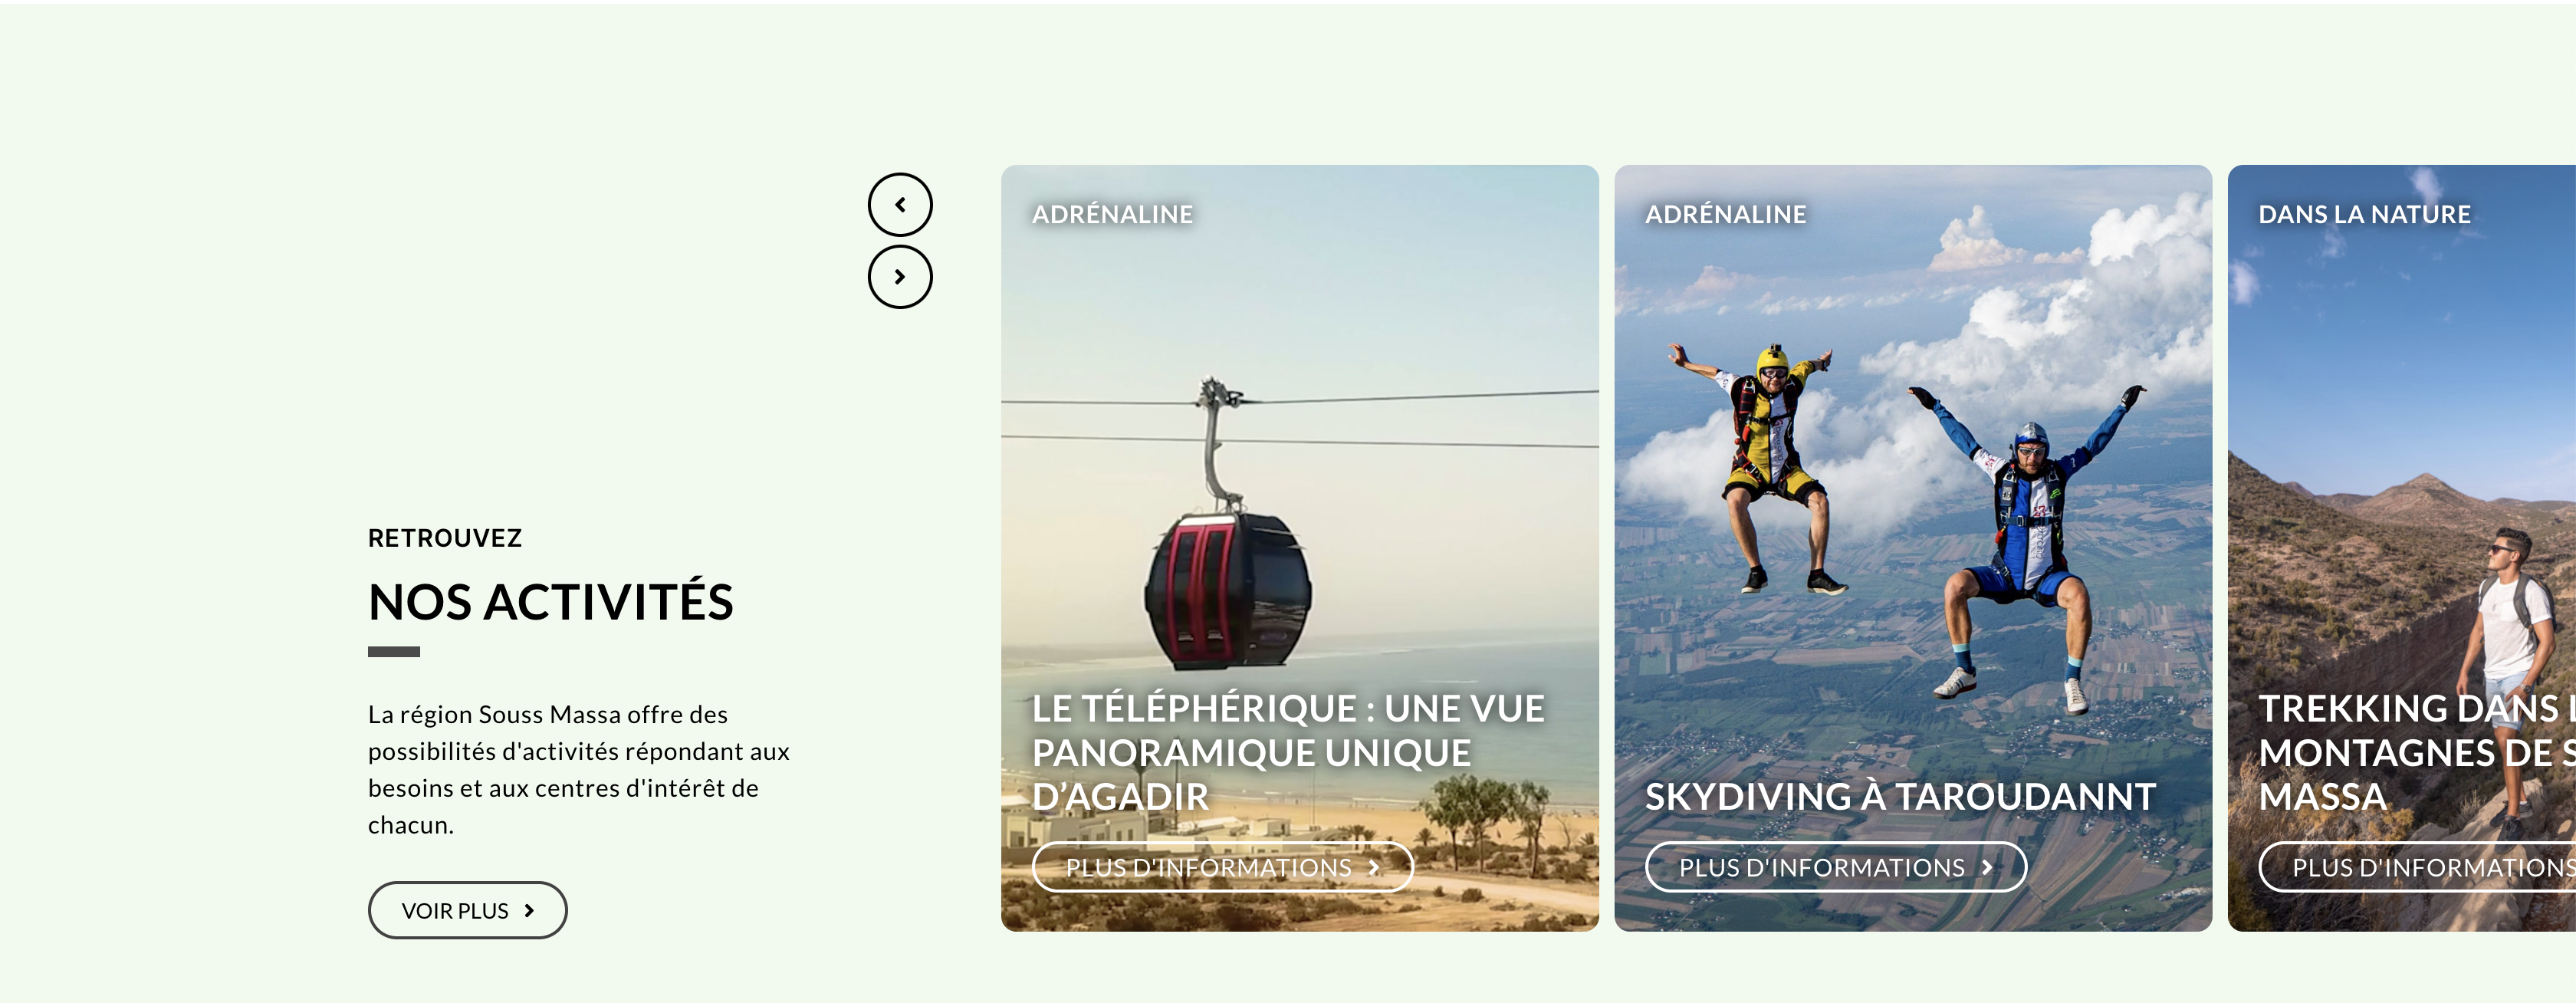 RETROUVEZ
NOS ACTIVITÉS
La région Souss Massa offre des
possibilités d'activités répondant aux
besoins et aux centres d'intérêt de
chacun.
VOIR PLUS
ADRÉNALINE
LE TÉLÉPHÉRIQUE : UNE VUE
PANORAMIQUE UNIQUE
D’AGADIR
PLUS D'INFORMATIONS
ADRÉNALINE
SKYDIVING À TAROUDANNT
PLUS D'INFORMATIONS
DANS LA NATURE
TREKKING DANS
MONTAGNES DE
MASSA
PLUS D'INFORMATIONS